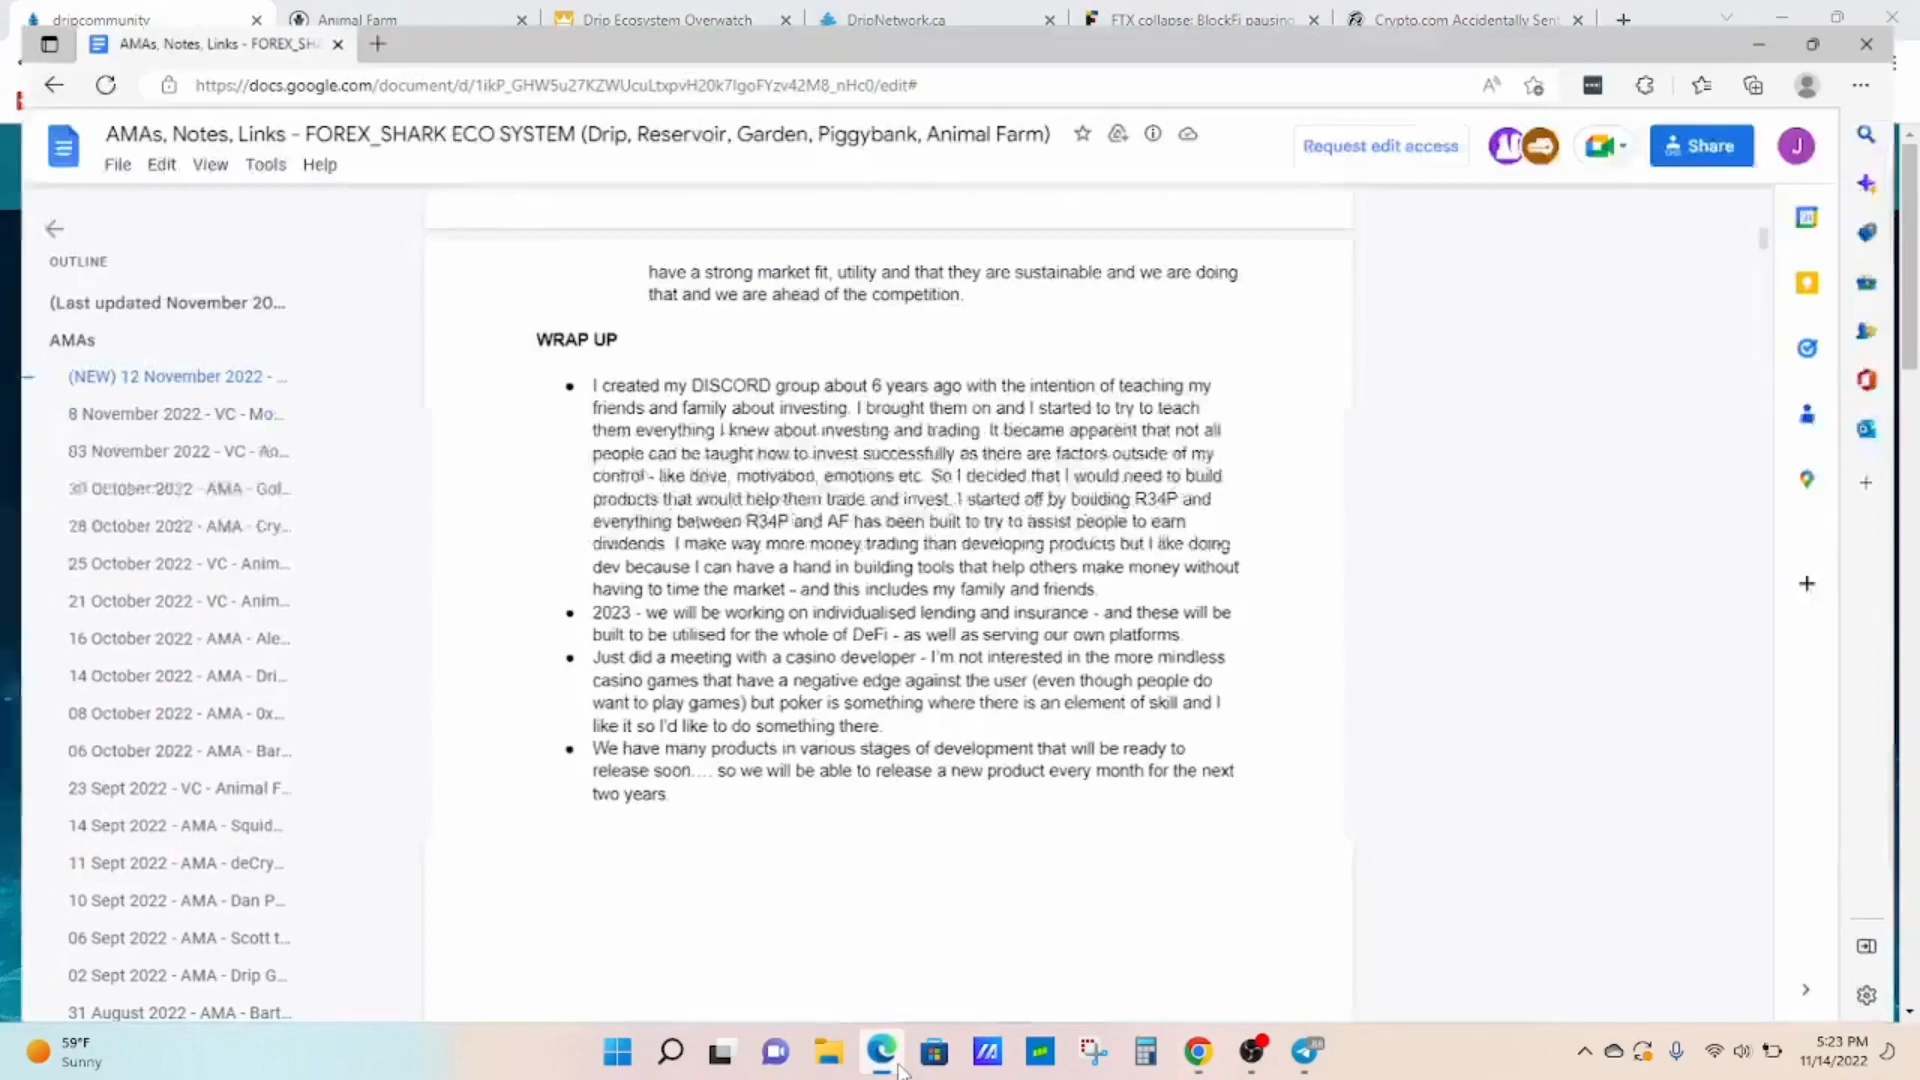 dripcommunity
Animal Farm
Drip Ecosystem Overwatch
DripNetwork.ca
FTX collapse: BlockFi pausing
Crypto.com Accidentally Sent
AMAs, Notes, Links - FOREX_SHA
https://docs.google.com/document/d/1ikP_GHW5u27KZWUcuLtxpvH20k7IgoFYzv42M8_nHc0/edit#
AMAs, Notes, Links - FOREX_SHARK ECO SYSTEM (Drip, Reservoir, Garden, Piggybank, Animal Farm)
File Edit View Tools Help
Request edit access
Share
J
OUTLINE
(Last updated November 20...
AMAs
(NEW) 12 November 2022 - ...
8 November 2022 - VC - Mo...
03 November 2022 - VC - Ao...
30 October 2022 - AMA - Gol...
28 October 2022 - AMA - Cry...
25 October 2022 - VC - Anim...
21 October 2022 - VC - Anim...
16 October 2022 - AMA - Ale...
14 October 2022 - AMA - Dri...
08 October 2022 - AMA - 0x...
06 October 2022 - AMA - Bar...
23 Sept 2022 - VC - Animal F...
14 Sept 2022 - AMA - Squid...
11 Sept 2022 - AMA - deCry...
10 Sept 2022 - AMA - Dan P...
06 Sept 2022 - AMA - Scott t...
02 Sept 2022 - AMA - Drip G...
31 August 2022 - AMA - Bart...
have a strong market fit, utility and that they are sustainable and we are doing
that and we are ahead of the competition.
WRAP UP
I created my DISCORD group about 6 years ago with the intention of teaching my
friends and family about investing. I brought them on and I started to try to teach
them everything I knew about investing and trading. It became apparent that not all
people can be taught how to invest successfully as there are factors outside of my
control - like drive, motivation, emotions etc. So I decided that I would need to build
products that would help them trade and invest. I started off by building R34P and
everything between R34P and AF has been built to try to assist people to earn
dividends. I make way more money trading than developing products but I like doing
dev because I can have a hand in building tools that help others make money without
having to time the market - and this includes my family and friends.
2023 - we will be working on individualised lending and insurance - and these will be
built to be utilised for the whole of DeFi - as well as serving our own platforms.
Just did a meeting with a casino developer - I'm not interested in the more mindless
casino games that have a negative edge against the user (even though people do
want to play games) but poker is something where there is an element of skill and I
like it so I'd like to do something there.
We have many products in various stages of development that will be ready to
release soon.... so we will be able to release a new product every month for the next
two years.
59°F
Sunny
5:23 PM
11/14/2022